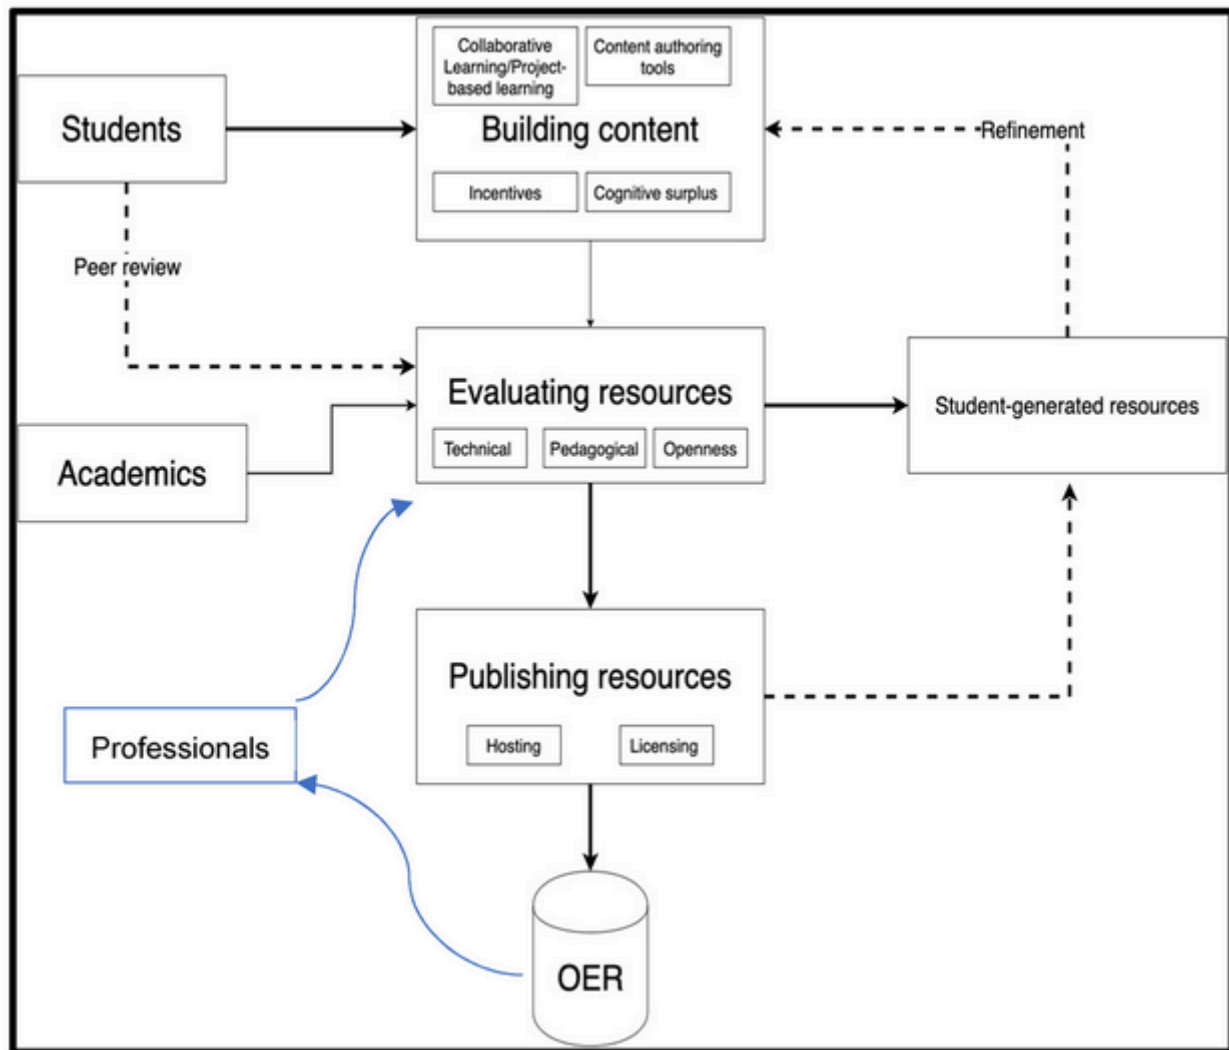 Collaborative
Learning/Project-
based learning
Content authoring
tools
Students
Building content
Refinement
Incentives
Cognitive surplus
Peer review
Evaluating resources
Student-generated resources
Technical
Pedagogical
Openness
Academics
Publishing resources
Professionals
Hosting
Licensing
OER